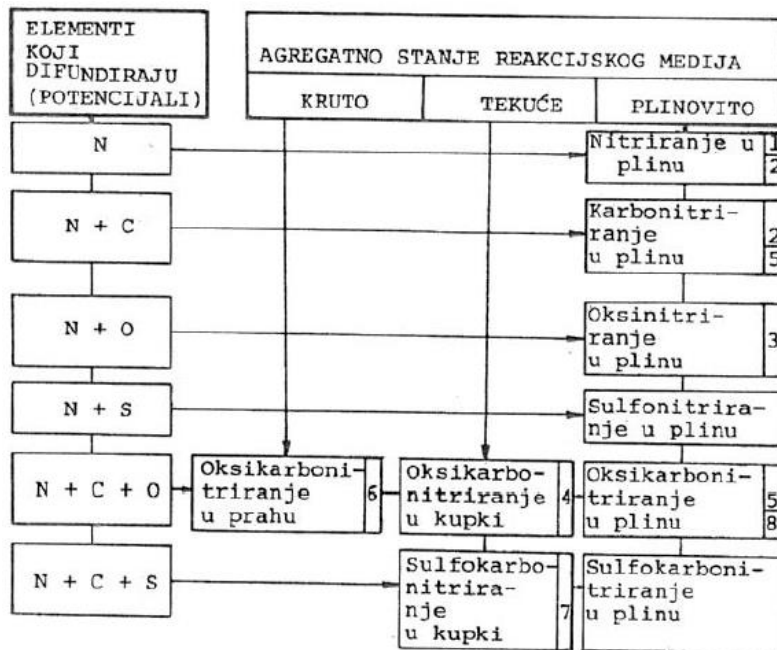 ELEMENTI
KOJI
DIFUNDIRAJU
(POTENCIJALI)
AGREGATNO STANJE REAKCIJSKOG MEDIJA
KRUTO
TEKUĆE
PLINOVITO
N
Nitriranje u
plinu
1
2
N + C
Karbonitri-
ranje
u plinu
2
5
N + O
Oksinitri-
ranje
u plinu
3
N + S
Sulfonitrira-
nje u plinu
N + C + O
Oksikarboni-
triranje
u prahu
6
Oksikarbo-
nitriranje
u kupki
4
Oksikarboni-
triranje
u plinu
5
8
N + C + S
Sulfokarbo-
nitrira-
nje
u kupki
7
Sulfokarboni-
triranje
u plinu